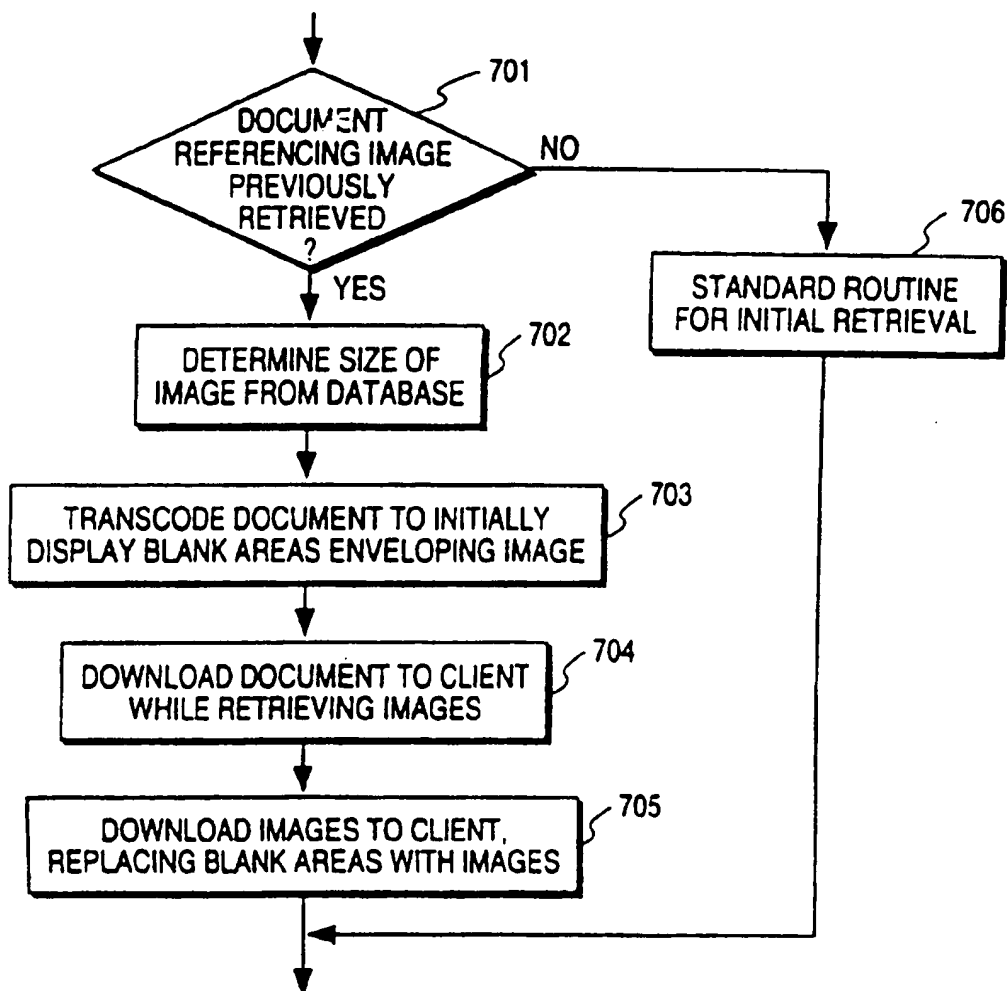 701
DOCUMENT
REFERENCING IMAGE
PREVIOUSLY
RETRIEVED
?
NO
YES
706
STANDARD ROUTINE
FOR INITIAL RETRIEVAL
702
DETERMINE SIZE OF
IMAGE FROM DATABASE
703
TRANSCODE DOCUMENT TO INITIALLY
DISPLAY BLANK AREAS ENVELOPING IMAGE
704
DOWNLOAD DOCUMENT TO CLIENT
WHILE RETRIEVING IMAGES
705
DOWNLOAD IMAGES TO CLIENT,
REPLACING BLANK AREAS WITH IMAGES